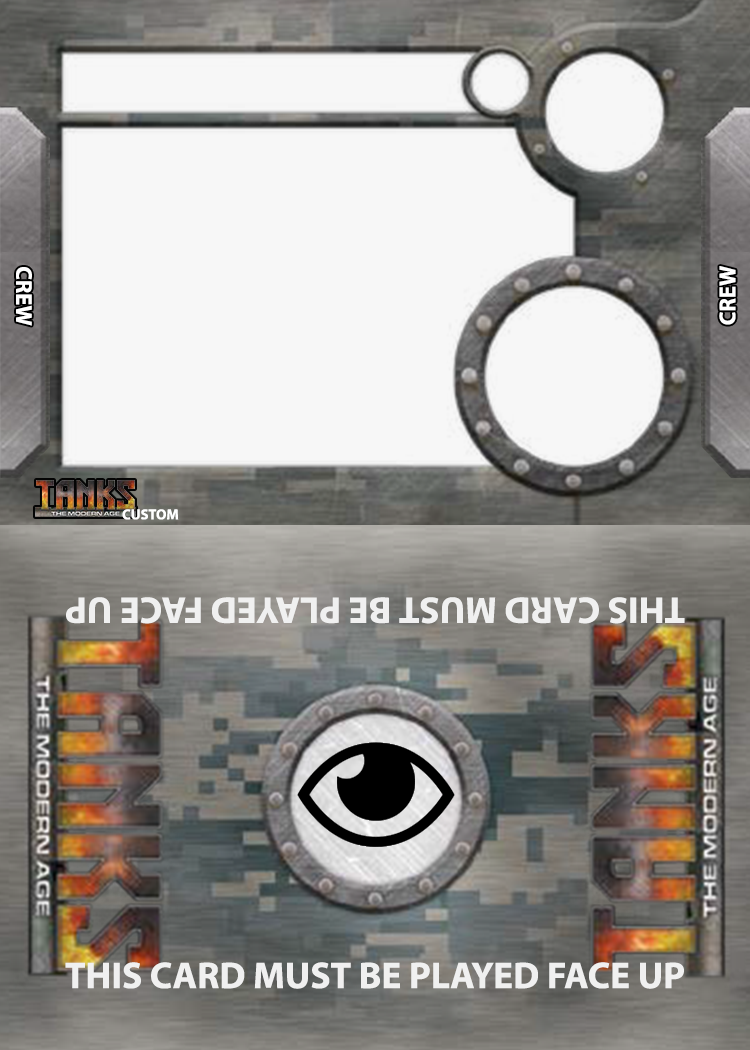 CREW
CREW
TANKS
THE MODERN AGE
CUSTOM
THIS CARD MUST BE PLAYED FACE UP
TANKS
THE MODERN AGE
TANKS
THE MODERN AGE
THIS CARD MUST BE PLAYED FACE UP